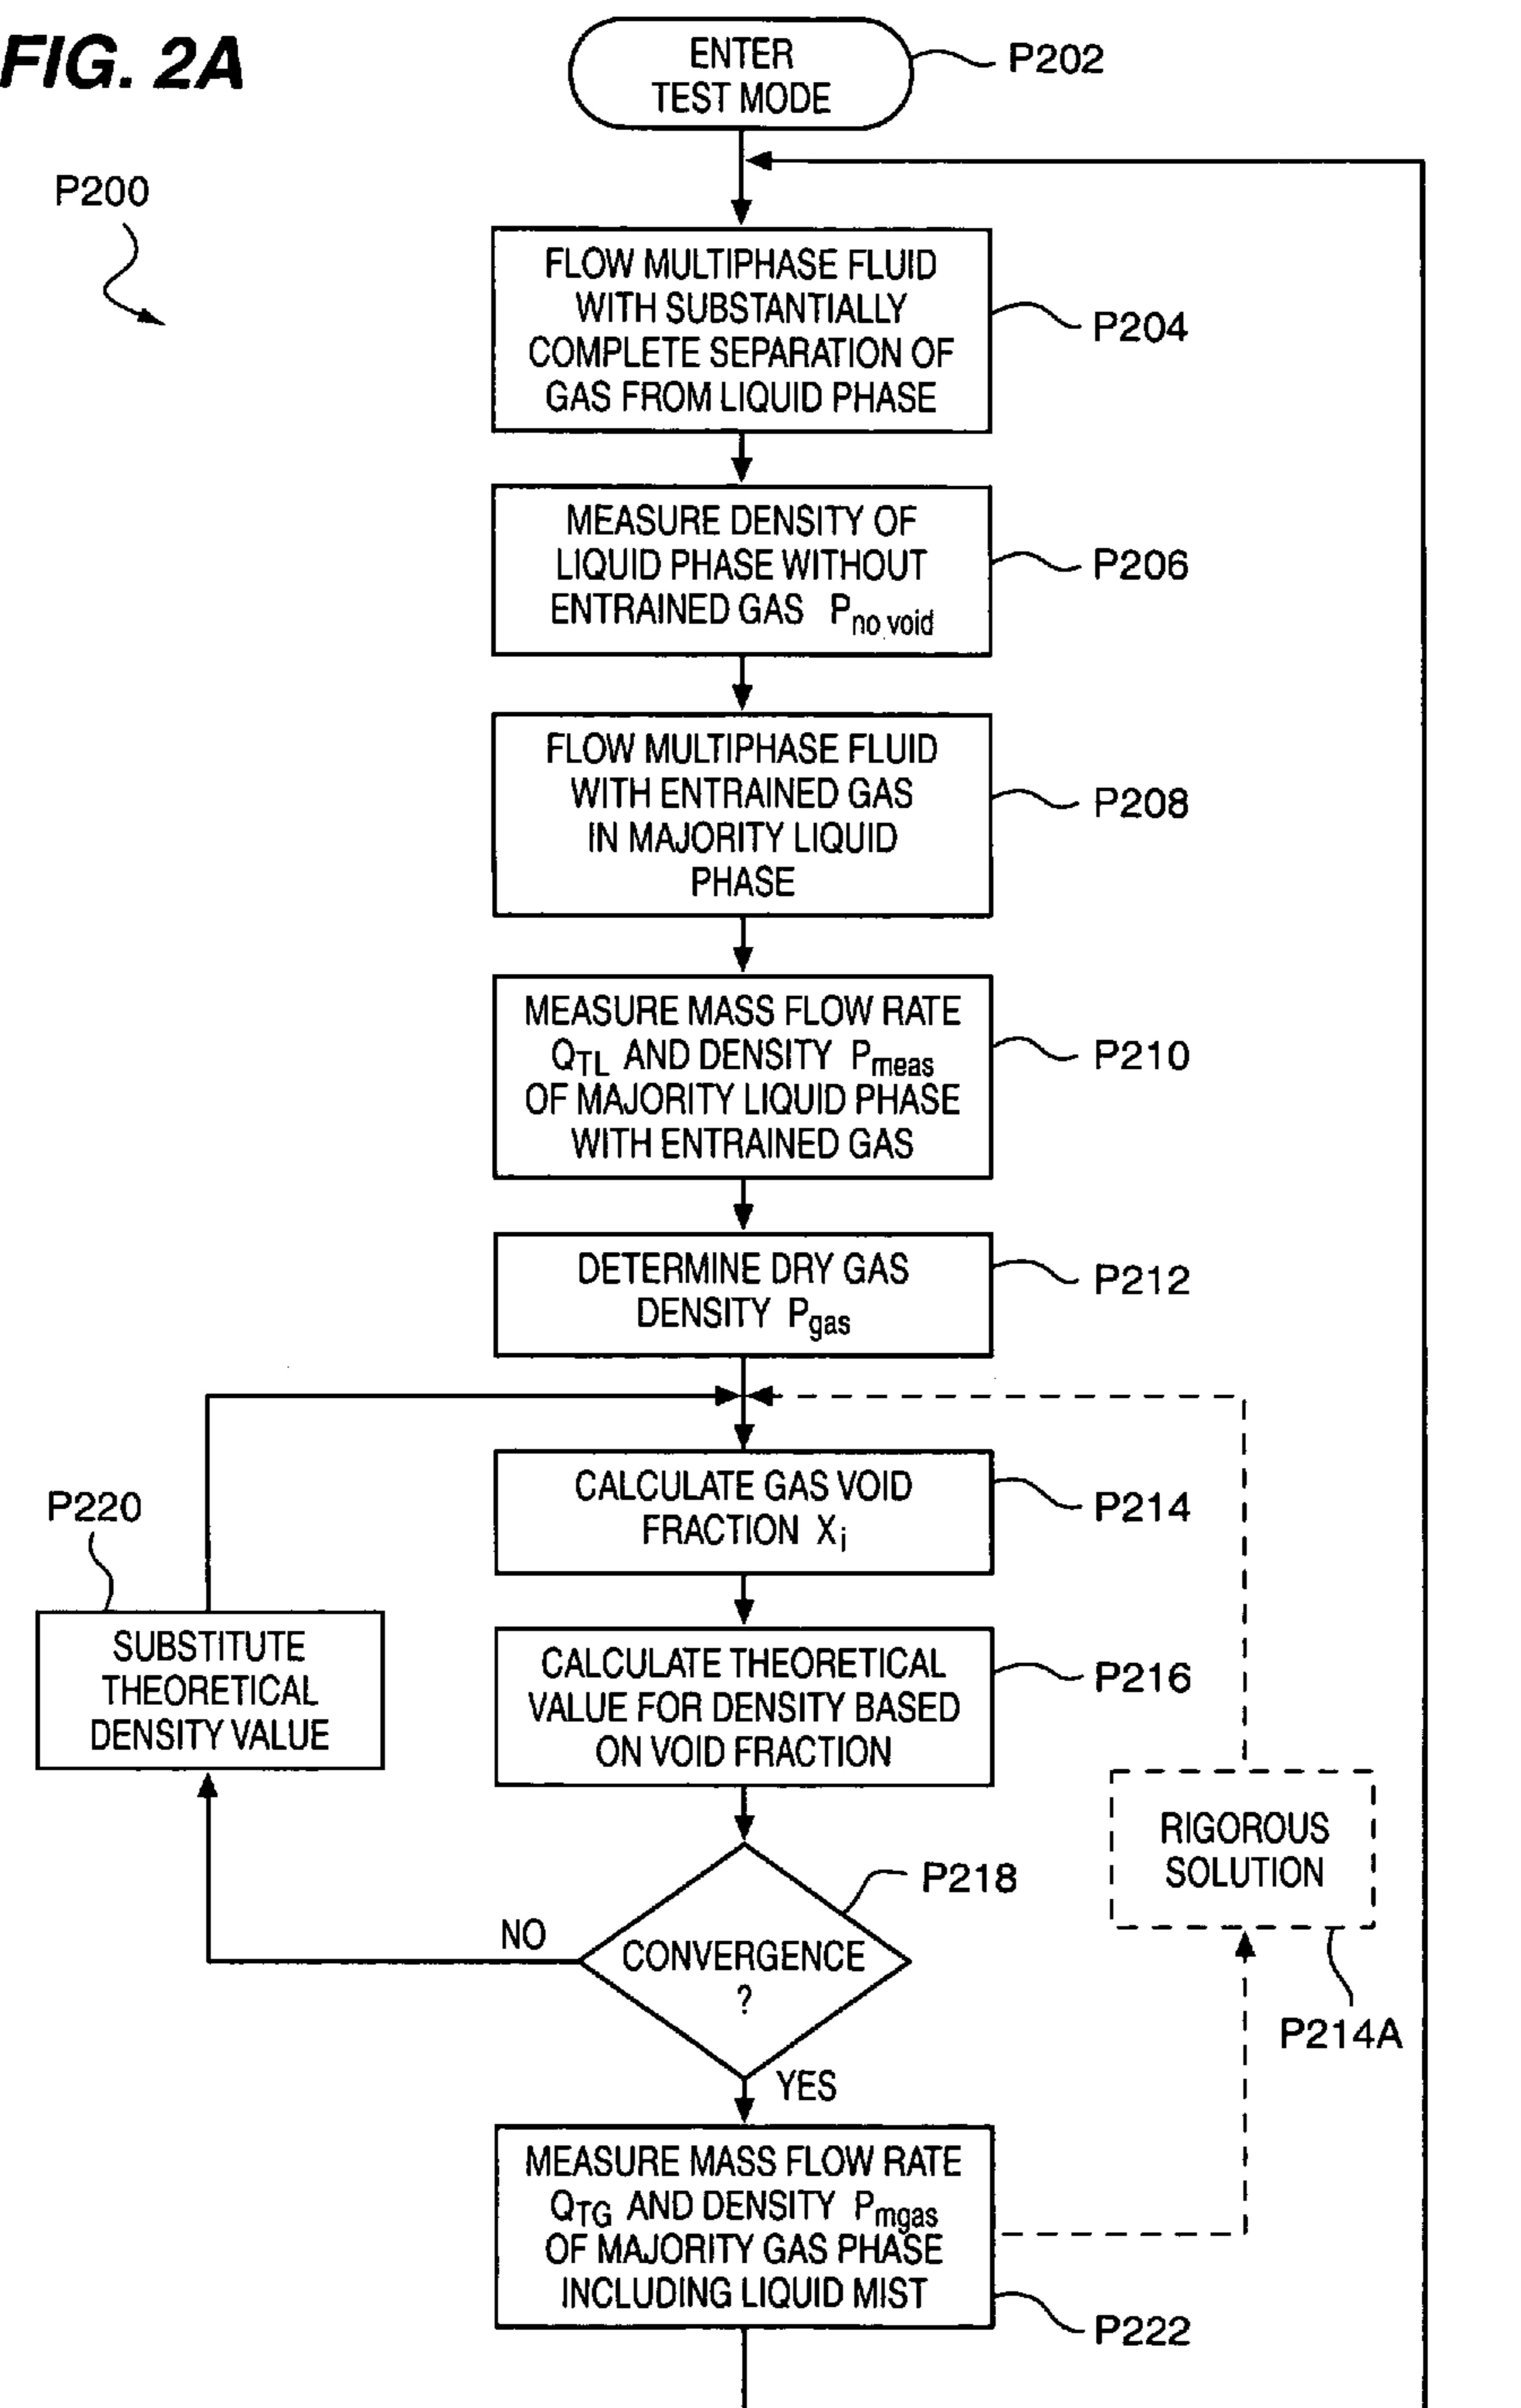 FIG. 2A
ENTER
TEST MODE
P202
P200
FLOW MULTIPHASE FLUID
WITH SUBSTANTIALLY
COMPLETE SEPARATION OF
GAS FROM LIQUID PHASE
P204
MEASURE DENSITY OF
LIQUID PHASE WITHOUT
ENTRAINED GAS Pno void
P206
FLOW MULTIPHASE FLUID
WITH ENTRAINED GAS
IN MAJORITY LIQUID
PHASE
P208
MEASURE MASS FLOW RATE
QTL AND DENSITY Pmeas
OF MAJORITY LIQUID PHASE
WITH ENTRAINED GAS
P210
DETERMINE DRY GAS
DENSITY Pgas
P212
CALCULATE GAS VOID
FRACTION Xi
P214
P220
SUBSTITUTE
THEORETICAL
DENSITY VALUE
CALCULATE THEORETICAL
VALUE FOR DENSITY BASED
ON VOID FRACTION
P216
RIGOROUS
SOLUTION
P214A
P218
NO
CONVERGENCE
?
YES
MEASURE MASS FLOW RATE
QTG AND DENSITY Pmgas
OF MAJORITY GAS PHASE
INCLUDING LIQUID MIST
P222